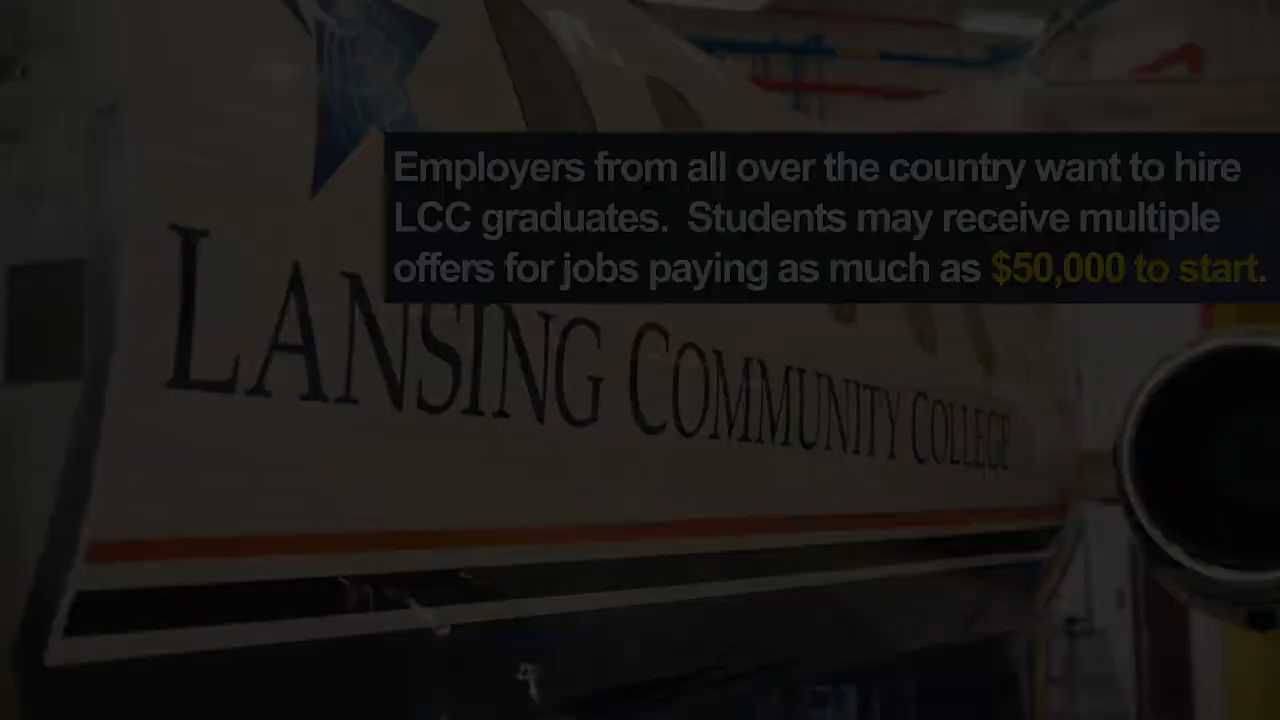 Employers from all over the country want to hire
LCC graduates.  Students may receive multiple
offers for jobs paying as much as $50,000 to start.
LANSING COMMUNITY COLLEGE